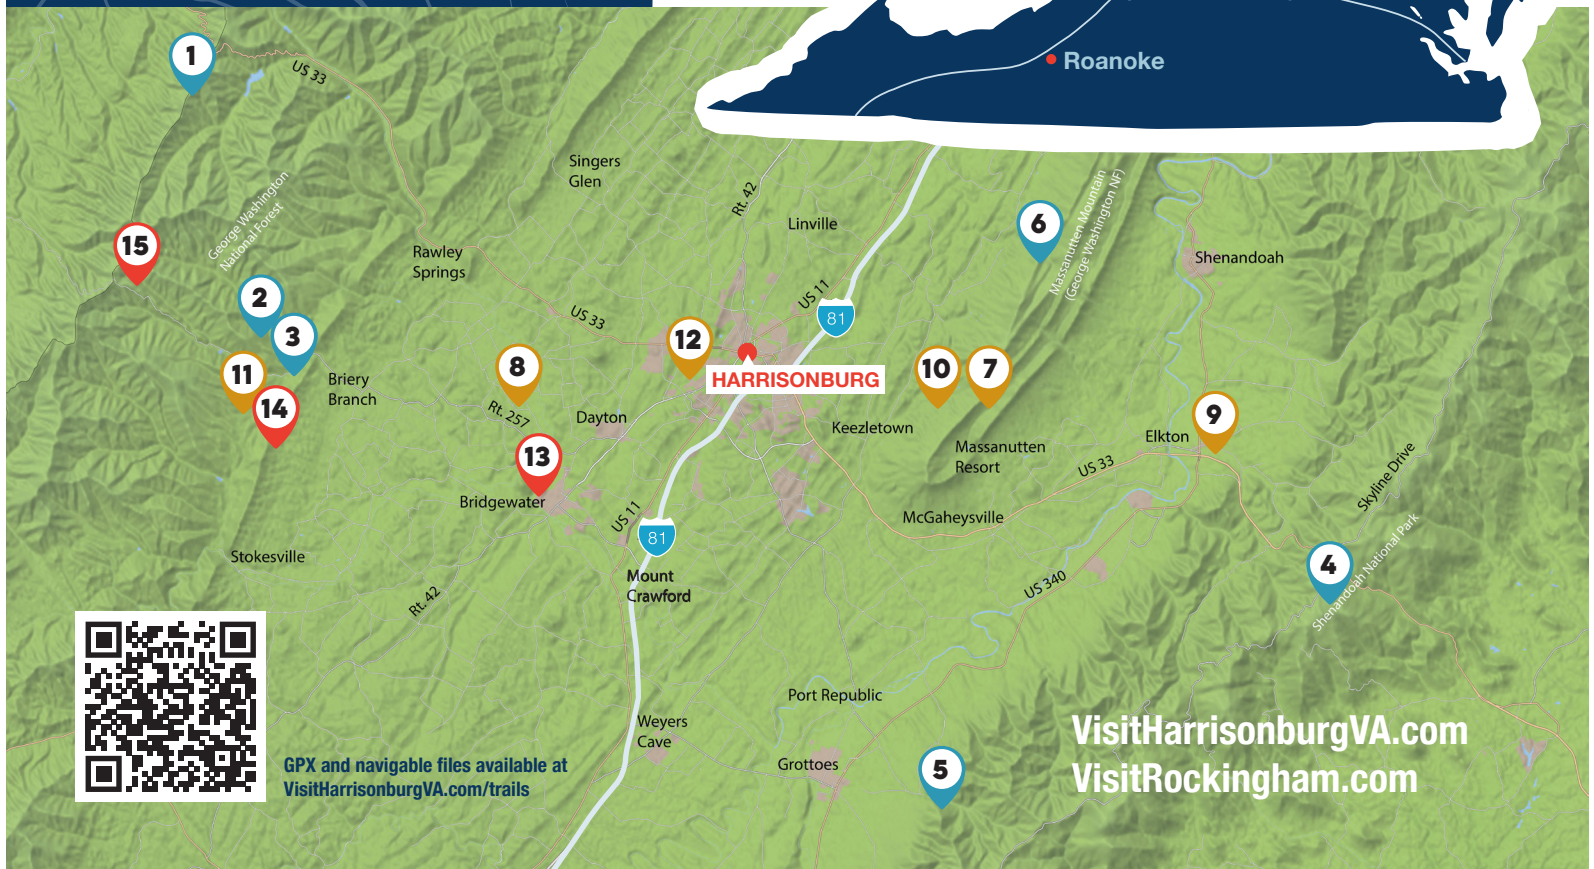 Roanoke
1
US 33
Singers
Glen
Rt. 42
Linville
6
Massanutten Mountain
(George Washington NF)
Shenandoah
George Washington
National Forest
15
Rawley
Springs
2
3
US 33
US 11
81
12
HARRISONBURG
8
10
7
11
14
Briery
Branch
Rt. 257
Dayton
Keezletown
9
Elkton
Massanutten
Resort
US 33
Skyline Drive
13
Bridgewater
US 11
81
McGaheysville
Stokesville
Mount
Crawford
Rt. 42
US 340
4
Shenandoah National Park
Port Republic
Weyers
Cave
Grottoes
5
GPX and navigable files available at
VisitHarrisonburgVA.com/trails
VisitHarrisonburgVA.com
VisitRockingham.com